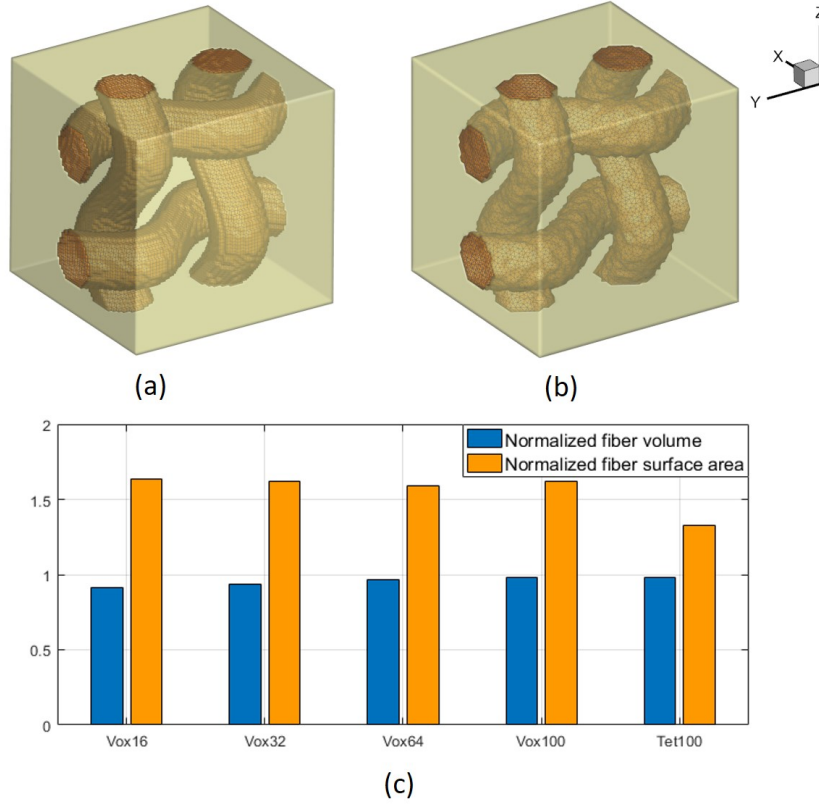 Z
X
Y
(a)
(b)
2
Normalized fiber volume
Normalized fiber surface area
1.5
1
0.5
0
Vox16 Vox32 Vox64 Vox100 Tet100
(c)